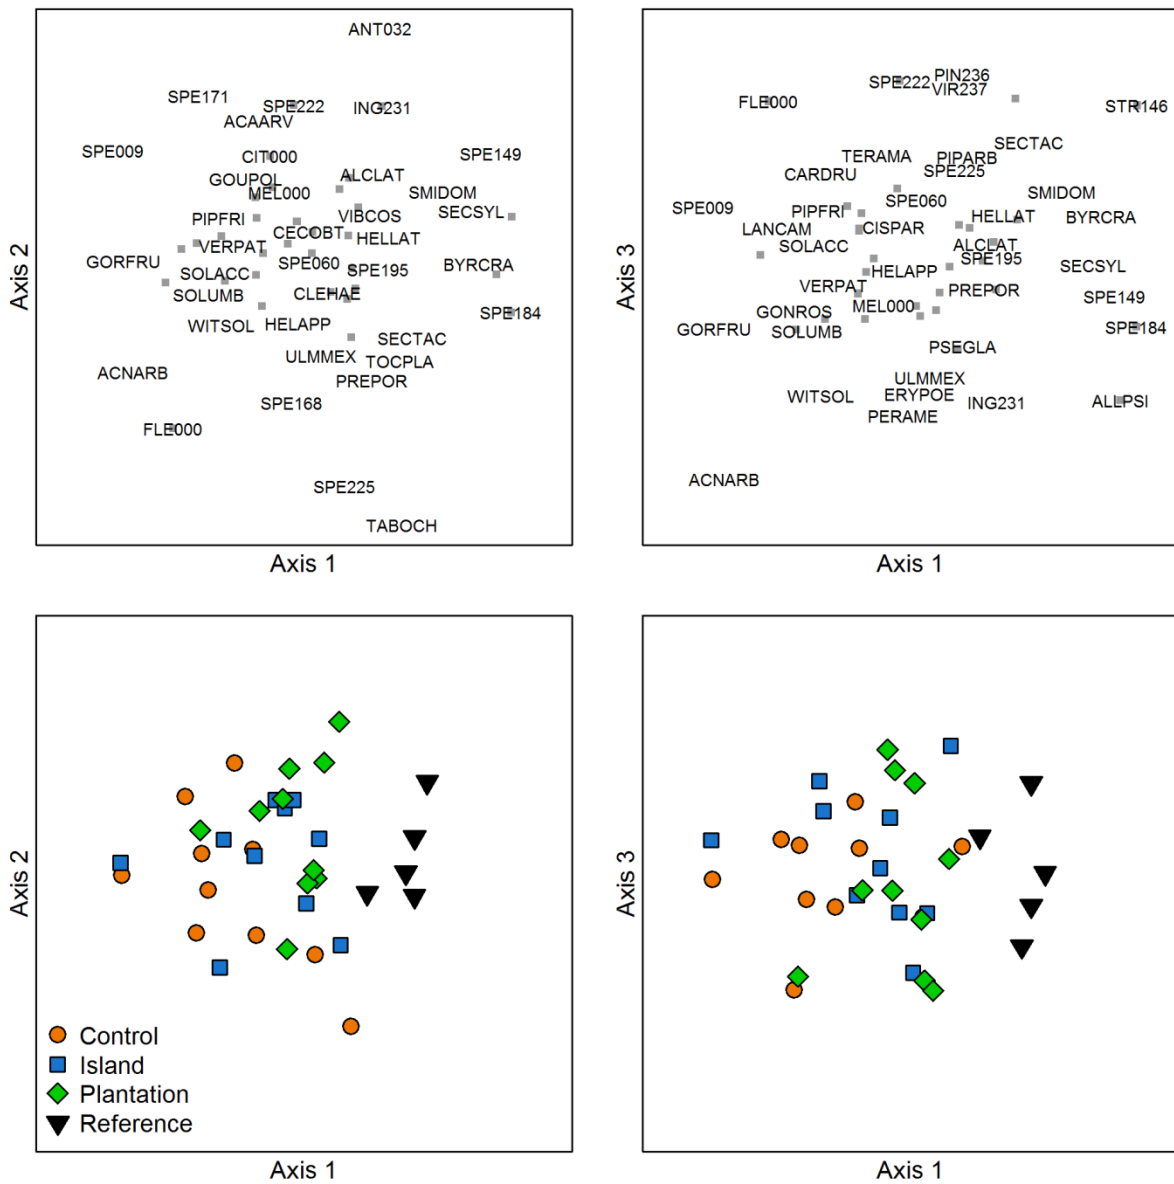 ANT032
SPE171
SPE222
ING231
ACAARV
SPE009
CIT000
SPE149
GOUPOL
ALCLAT
MEL000
SMIDOM
PIPFRI
VIBCOS
SECSYL
VERPAT
CECOBT
HELLAT
GORFRU
SPE060
SOLACC
SPE195
BYRCRA
SOLUMB
CLEHAE
WITSOL
HELAPP
SPE184
SECTAC
ULMMEX
TOCPLA
ACNARB
PREPOR
SPE168
FLE000
SPE225
TABOCH
Axis 2
Axis 1
PIN236
SPE222
VIR237
FLE000
STR146
SECTAC
TERAMA
PIPARB
CARDRU
SPE225
SMIDOM
SPE009
SPE060
PIPFRI
HELLAT
BYRCRA
LANCAM
CISPAR
SOLACC
ALCLAT
SPE195
SECSYL
HELAPP
VERPAT
PREPOR
SPE149
GONROS
MEL000
GORFRU
SOLUMB
SPE184
PSEGLA
ULMMEX
WITSOL
ERYPOE
ING231
ALLPSI
PERAME
ACNARB
Axis 3
Axis 1
Axis 2
Control
Island
Plantation
Reference
Axis 1
Axis 3
Axis 1